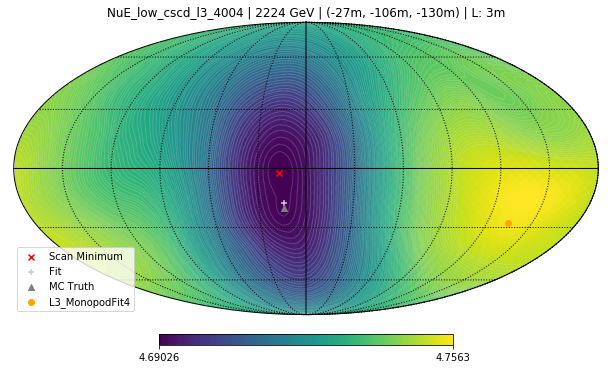 NuE_low_cscd_l3_4004 | 2224 GeV | (-27m, -106m, -130m) | L: 3m
Scan Minimum
Fit
MC Truth
L3_MonopodFit4
4.69026
4.7563